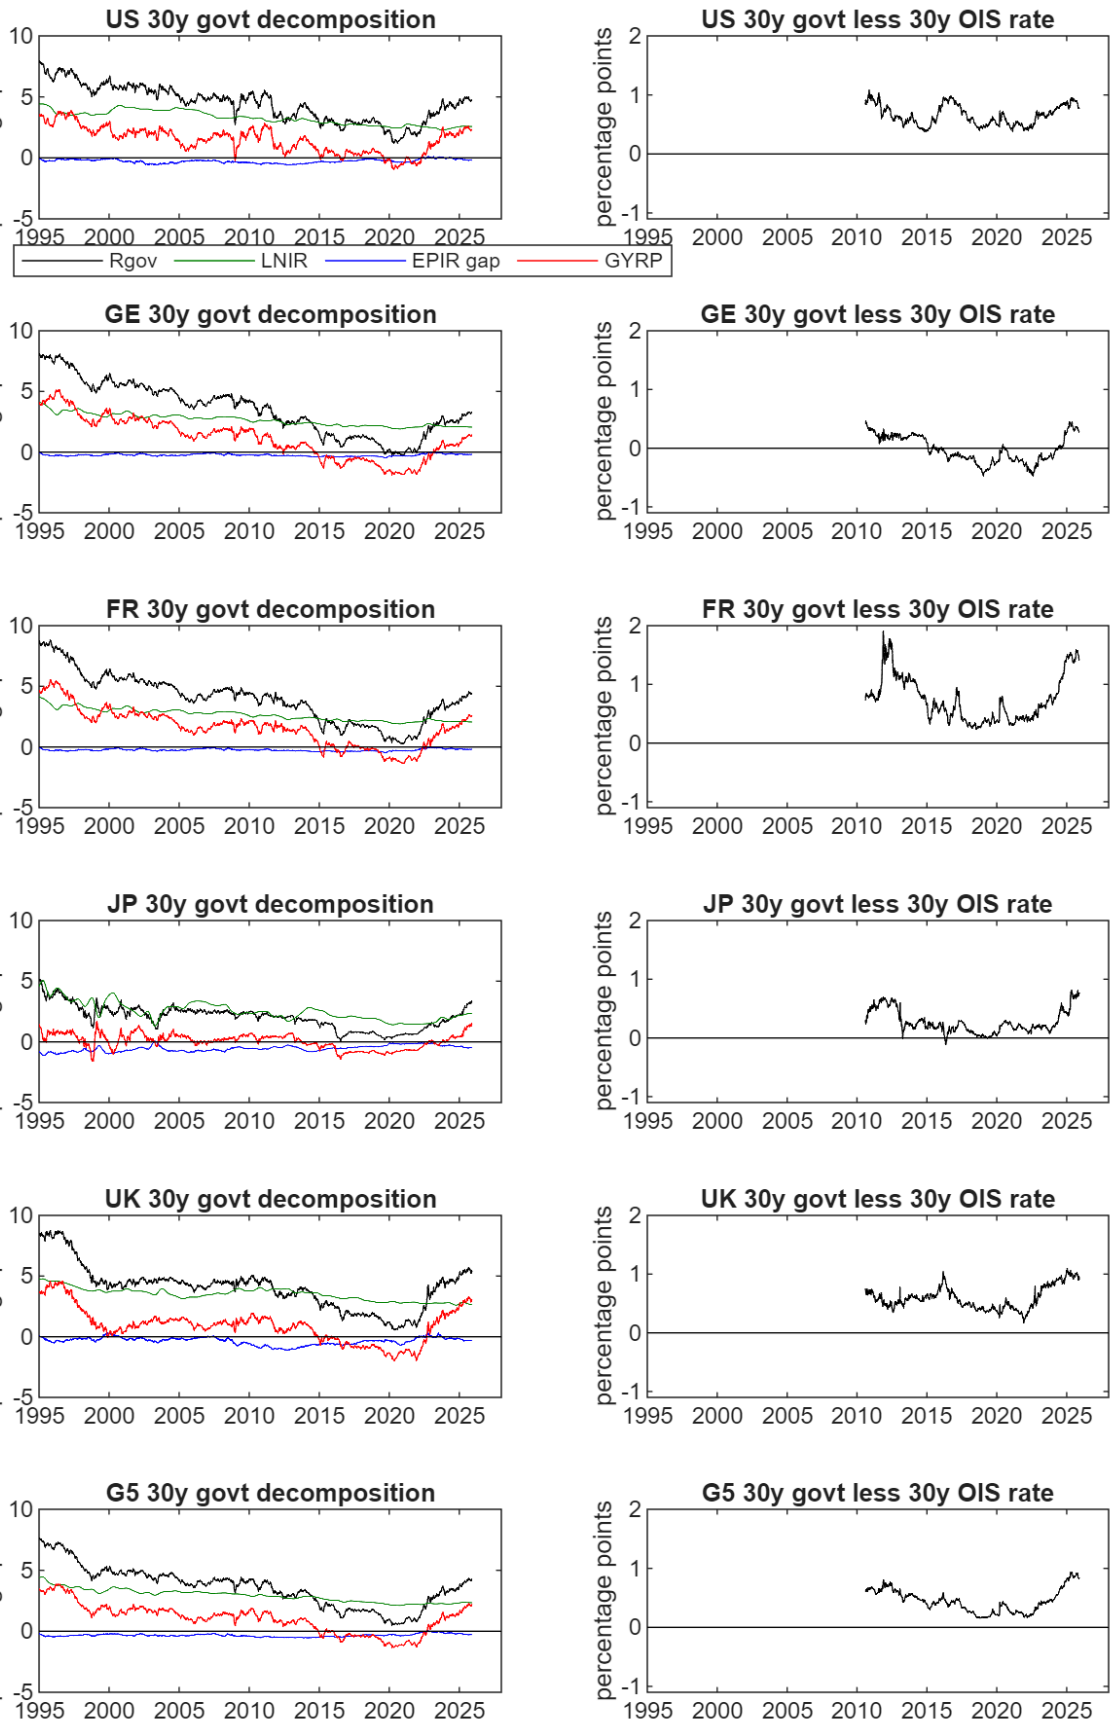 US 30y govt decomposition
10
5
0
-5
1995 2000 2005 2010 2015 2020 2025
US 30y govt less 30y OIS rate
percentage points
2
1
0
-1
1995 2000 2005 2010 2015 2020 2025
Rgov LNIR EPIR gap GYRP
GE 30y govt decomposition
10
5
0
-5
1995 2000 2005 2010 2015 2020 2025
GE 30y govt less 30y OIS rate
percentage points
2
1
0
-1
1995 2000 2005 2010 2015 2020 2025
FR 30y govt decomposition
10
5
0
-5
1995 2000 2005 2010 2015 2020 2025
FR 30y govt less 30y OIS rate
percentage points
2
1
0
-1
1995 2000 2005 2010 2015 2020 2025
JP 30y govt decomposition
10
5
0
-5
1995 2000 2005 2010 2015 2020 2025
JP 30y govt less 30y OIS rate
percentage points
2
1
0
-1
1995 2000 2005 2010 2015 2020 2025
UK 30y govt decomposition
10
5
0
-5
1995 2000 2005 2010 2015 2020 2025
UK 30y govt less 30y OIS rate
percentage points
2
1
0
-1
1995 2000 2005 2010 2015 2020 2025
G5 30y govt decomposition
10
5
0
-5
1995 2000 2005 2010 2015 2020 2025
G5 30y govt less 30y OIS rate
percentage points
2
1
0
-1
1995 2000 2005 2010 2015 2020 2025